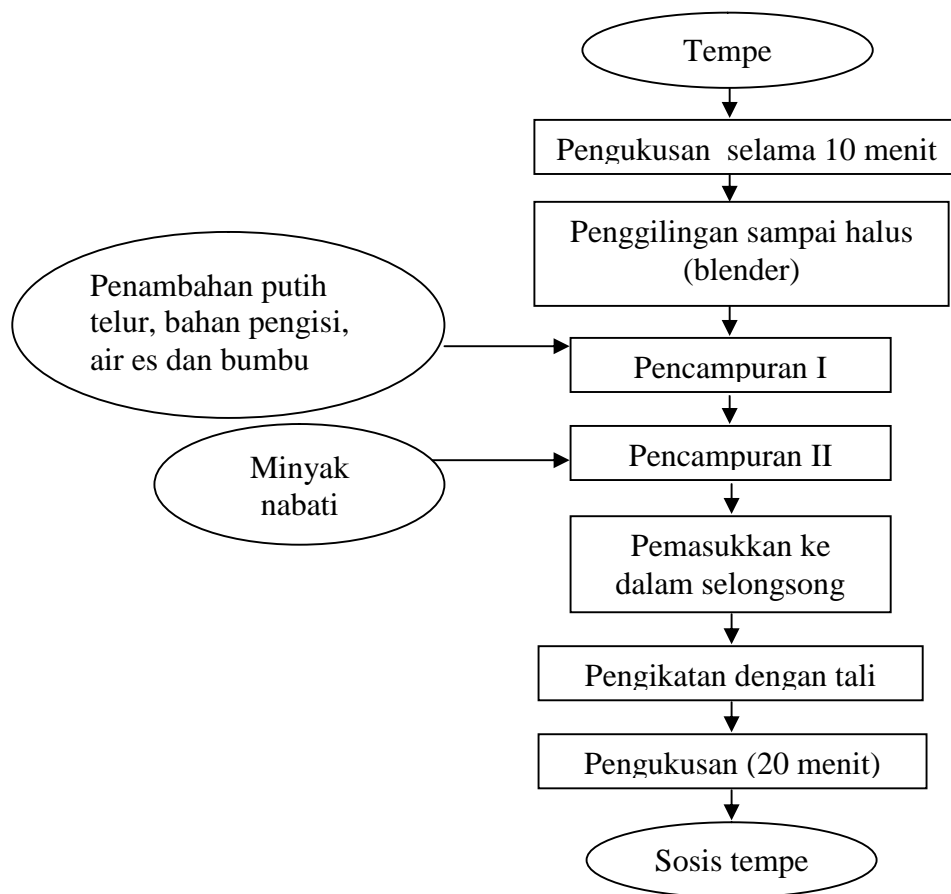 Tempe
Pengukusan selama 10 menit
Penggilingan sampai halus
(blender)
Penambahan putih
telur, bahan pengisi,
air es dan bumbu
Pencampuran I
Minyak
nabati
Pencampuran II
Pemasukkan ke
dalam selongsong
Pengikatan dengan tali
Pengukusan (20 menit)
Sosis tempe